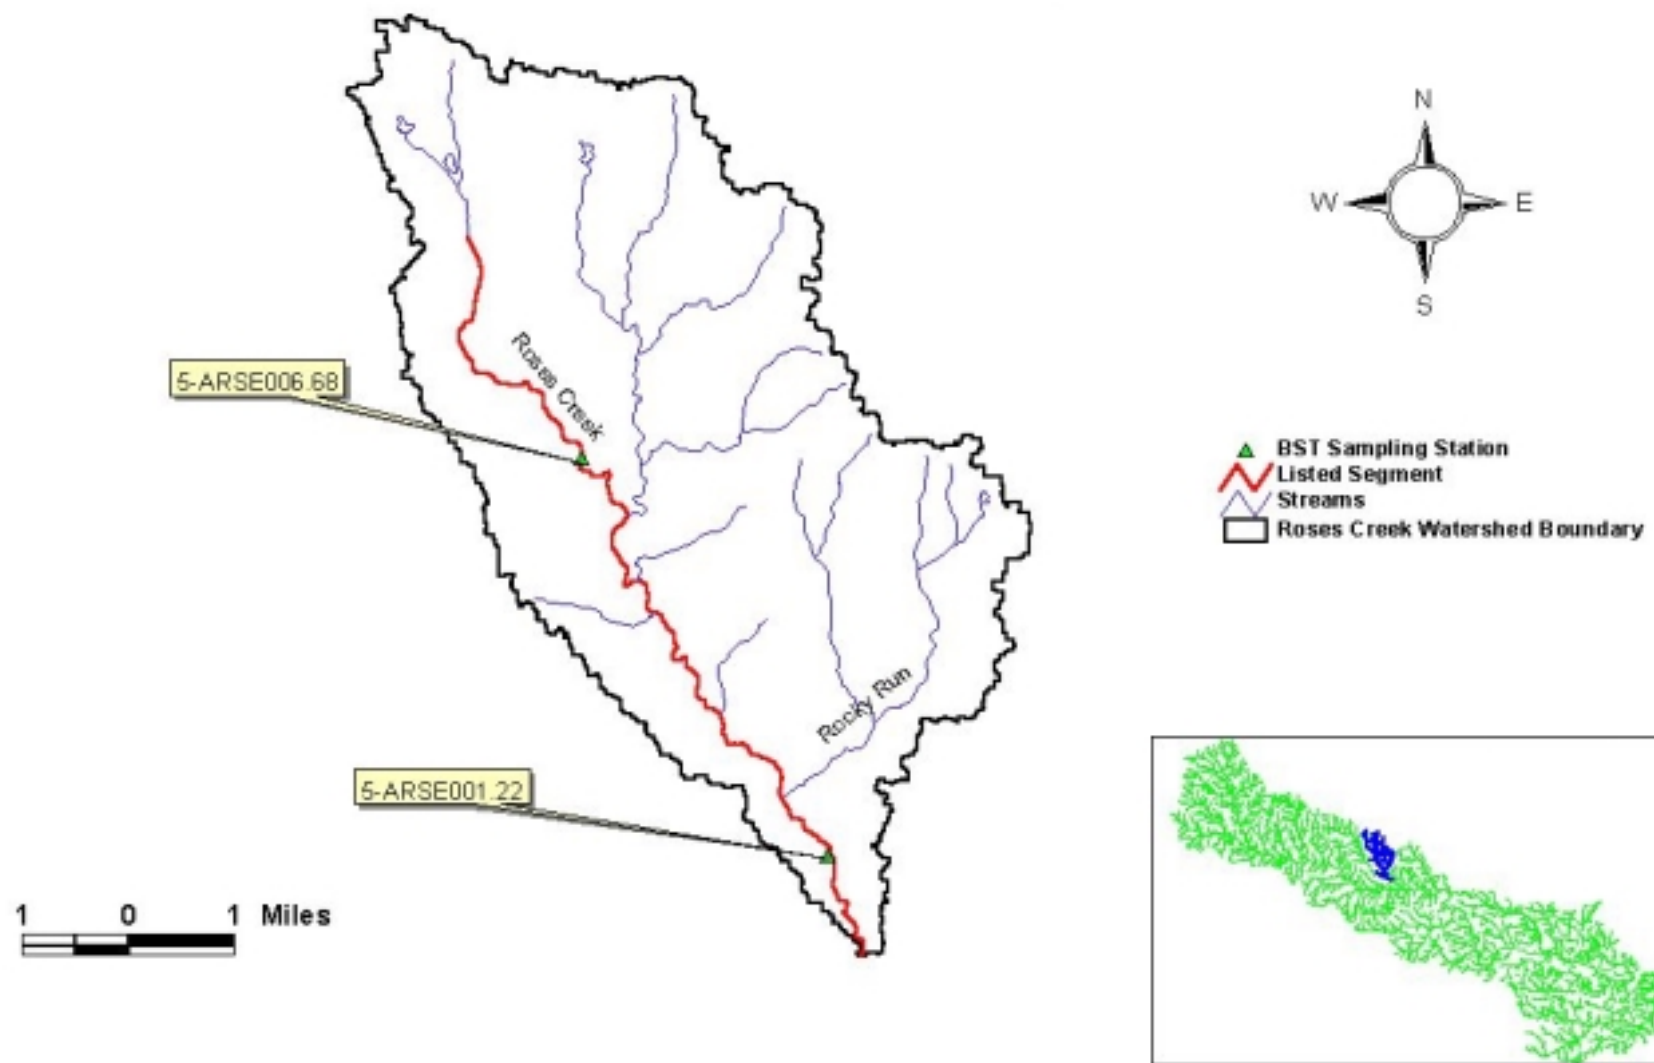 N
W E
S
5-ARSE006.68
Roses Creek
BST Sampling Station
Listed Segment
Streams
Roses Creek Watershed Boundary
Rocky Run
5-ARSE001.22
1 0 1 Miles